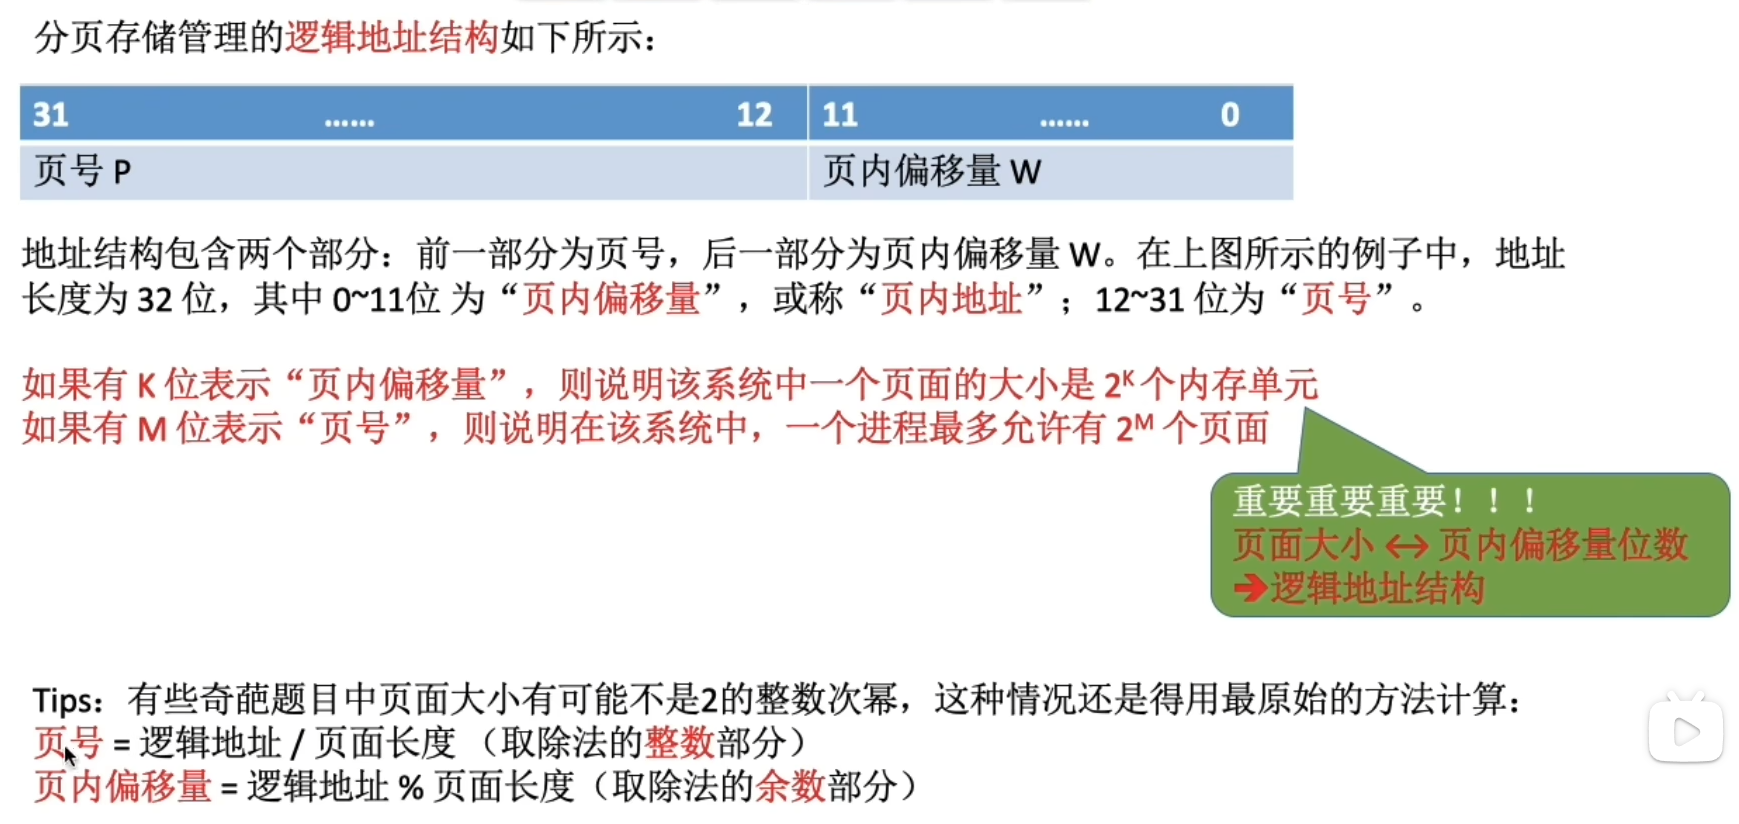 分页存储管理的逻辑地址结构如下所示：
31 …… 12 11 …… 0
页号 P 页内偏移量 W
地址结构包含两个部分：前一部分为页号，后一部分为页内偏移量 W。在上图所示的例子中，地址
长度为 32 位，其中 0~11位 为“页内偏移量”，或称“页内地址”；12~31 位为“页号”。
如果有 K 位表示“页内偏移量”，则说明该系统中一个页面的大小是 2ᴷ 个内存单元
如果有 M 位表示“页号”，则说明在该系统中，一个进程最多允许有 2ᴹ 个页面
重要重要重要！！！
页面大小 ↔ 页内偏移量位数
➔逻辑地址结构
Tips：有些奇葩题目中页面大小有可能不是2的整数次幂，这种情况还是得用最原始的方法计算：
页号 = 逻辑地址 / 页面长度 （取除法的整数部分）
页内偏移量 = 逻辑地址 % 页面长度（取除法的余数部分）